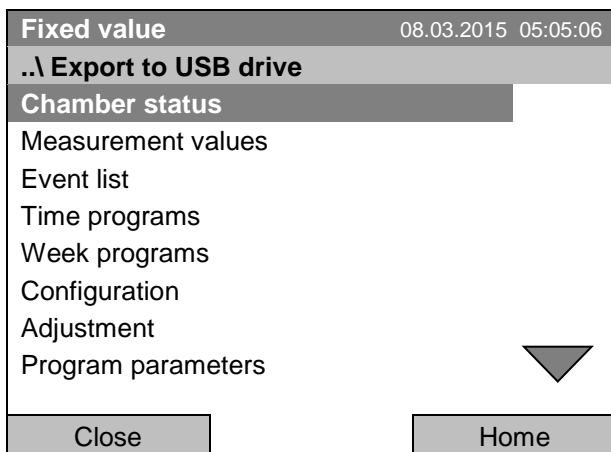 Fixed value 08.03.2015 05:05:06
..\ Export to USB drive
Chamber status
Measurement values
Event list
Time programs
Week programs
Configuration
Adjustment
Program parameters
Close Home